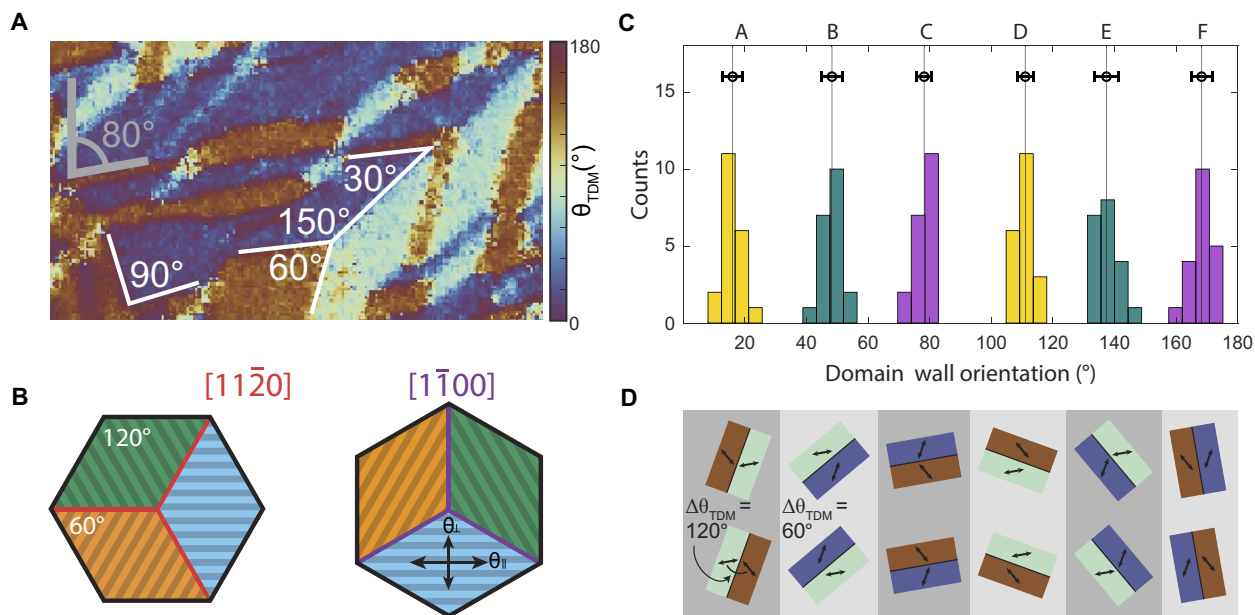 A
80°
30°
150°
60°
90°
180
θTDM(°)
0
B
[112̅0]
[11̅00]
120°
60°
θ⊥
θ∥
C
A B C D E F
15
10
5
0
Counts
20 40 60 80 100 120 140 160 180
Domain wall orientation (°)
D
ΔθTDM =
120°
ΔθTDM =
60°